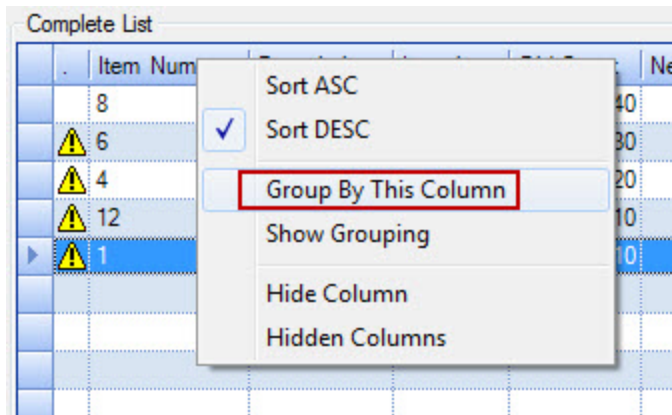 Complete List
. Item Num Ne
Sort ASC
Sort DESC
Group By This Column
Show Grouping
Hide Column
Hidden Columns
8 40
6 30
4 20
12 10
1 10